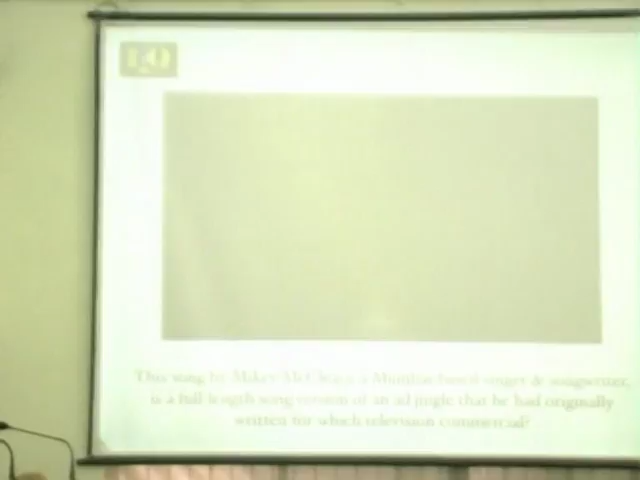 19
This song by Mikey McCleary, a Mumbai based singer & songwriter,
is a full length song version of an ad jingle that he had originally
written for which television commercial?